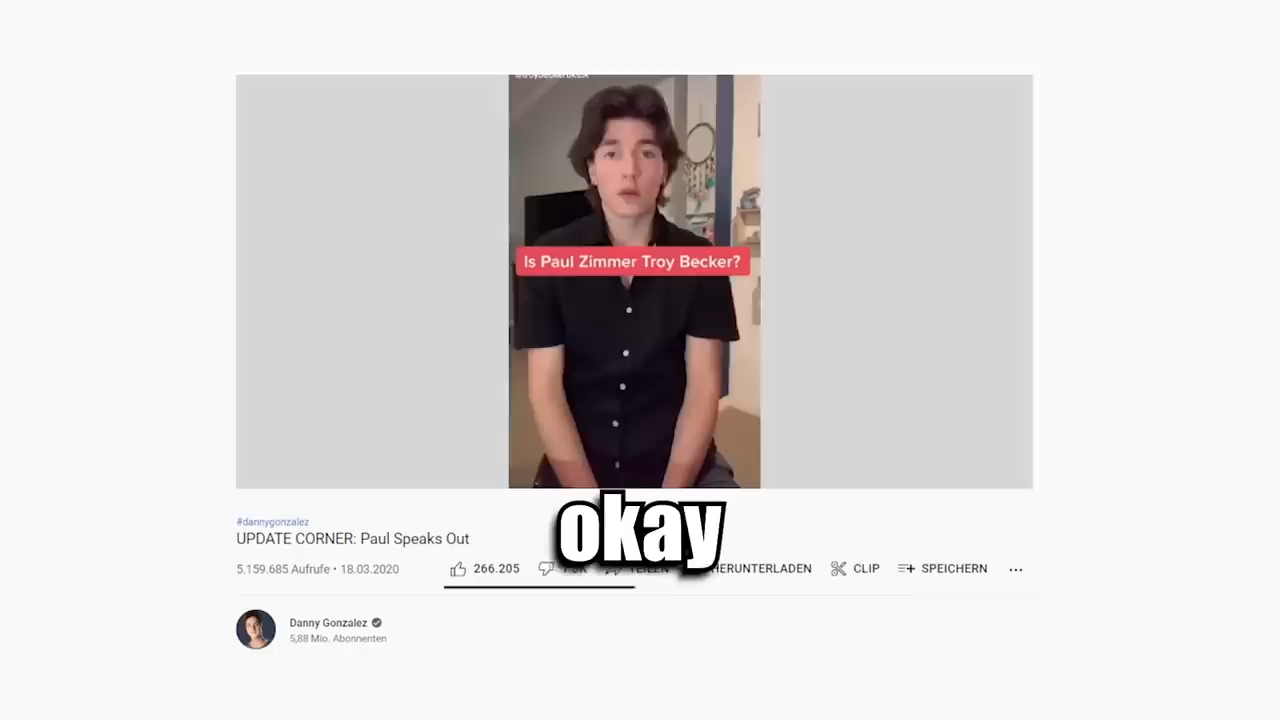 Is Paul Zimmer Troy Becker?
okay
#dannygonzalez
UPDATE CORNER: Paul Speaks Out
5.159.685 Aufrufe • 18.03.2020
266.205
TEILEN
HERUNTERLADEN
CLIP
SPEICHERN
Danny Gonzalez
5,88 Mio. Abonnenten